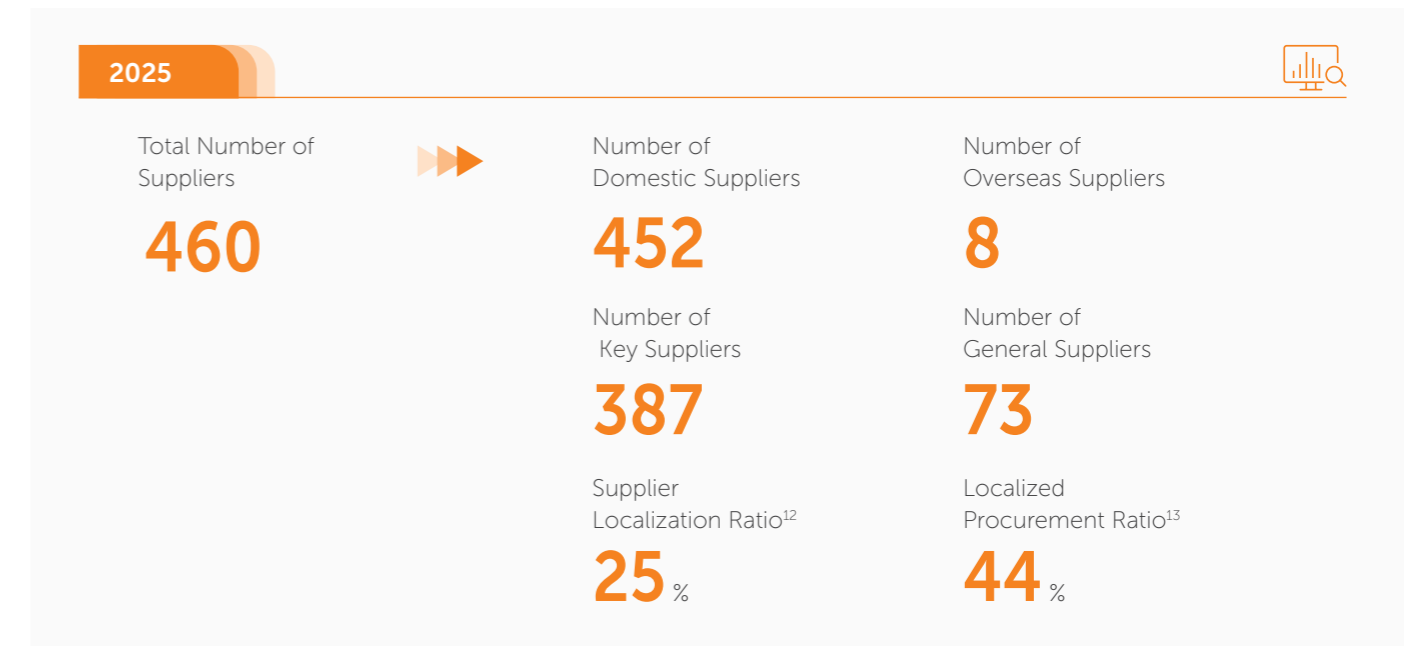 2025
Total Number of
Suppliers
460
Number of
Domestic Suppliers
452
Number of
Overseas Suppliers
8
Number of
Key Suppliers
387
Number of
General Suppliers
73
Supplier
Localization Ratio12
25 %
Localized
Procurement Ratio13
44 %